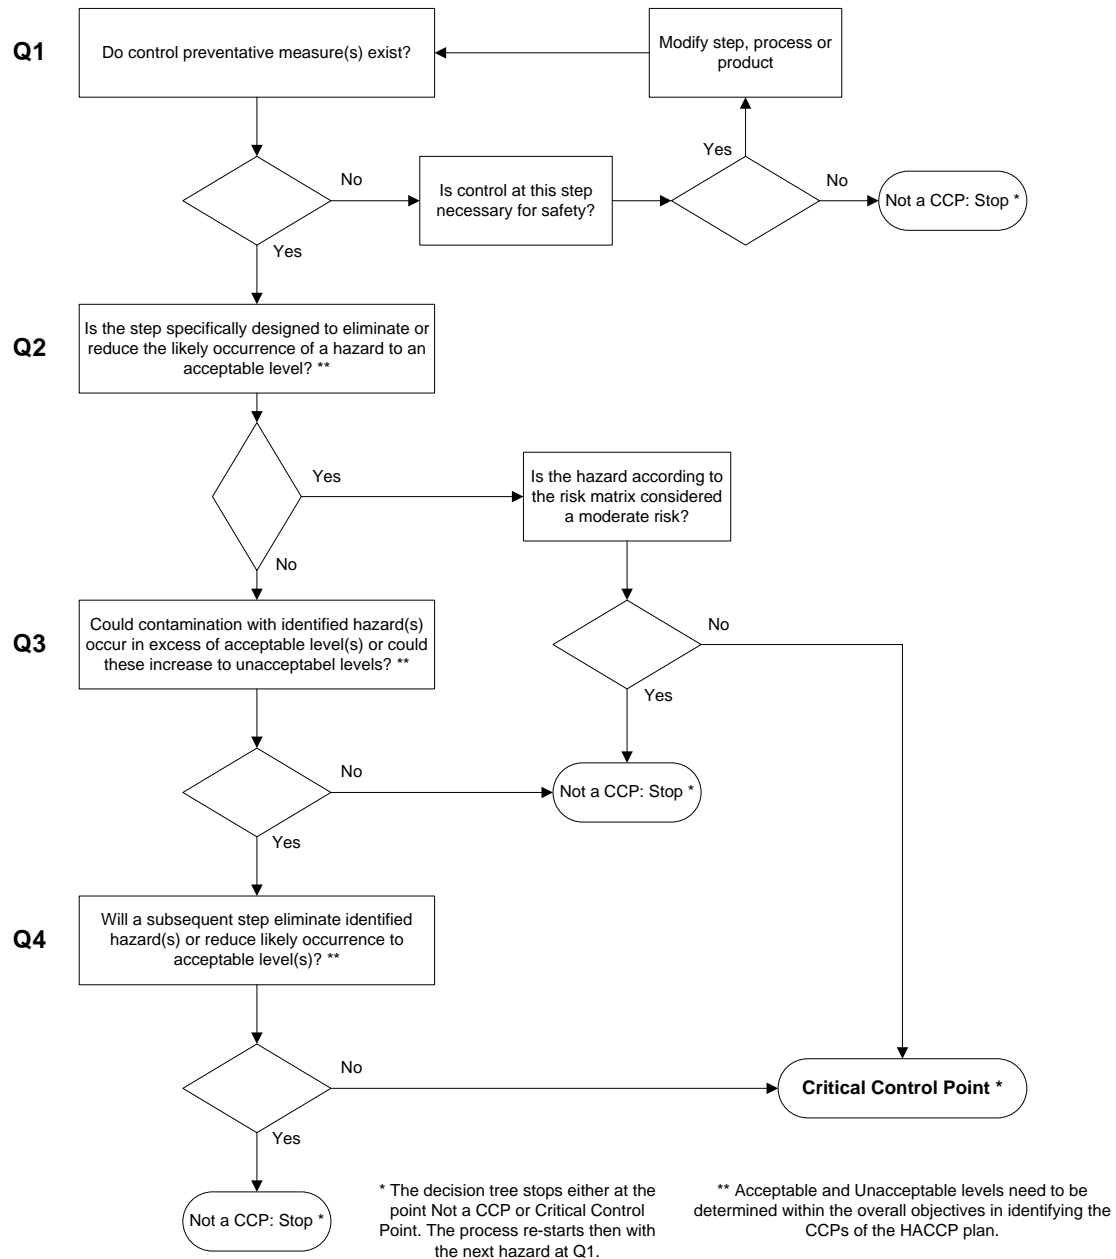 Q1
Do control preventative measure(s) exist?
Modify step, process or
product
Yes
No
Is control at this step
necessary for safety?
No
Not a CCP: Stop *
Yes
Q2
Is the step specifically designed to eliminate or
reduce the likely occurrence of a hazard to an
acceptable level? **
Yes
Is the hazard according to
the risk matrix considered
a moderate risk?
No
Q3
Could contamination with identified hazard(s)
occur in excess of acceptable level(s) or could
these increase to unacceptabel levels? **
No
Yes
No
Not a CCP: Stop *
Yes
Q4
Will a subsequent step eliminate identified
hazard(s) or reduce likely occurrence to
acceptable level(s)? **
No
Critical Control Point *
Yes
Not a CCP: Stop *
* The decision tree stops either at the
point Not a CCP or Critical Control
Point. The process re-starts then with
the next hazard at Q1.
** Acceptable and Unacceptable levels need to be
determined within the overall objectives in identifying the
CCPs of the HACCP plan.